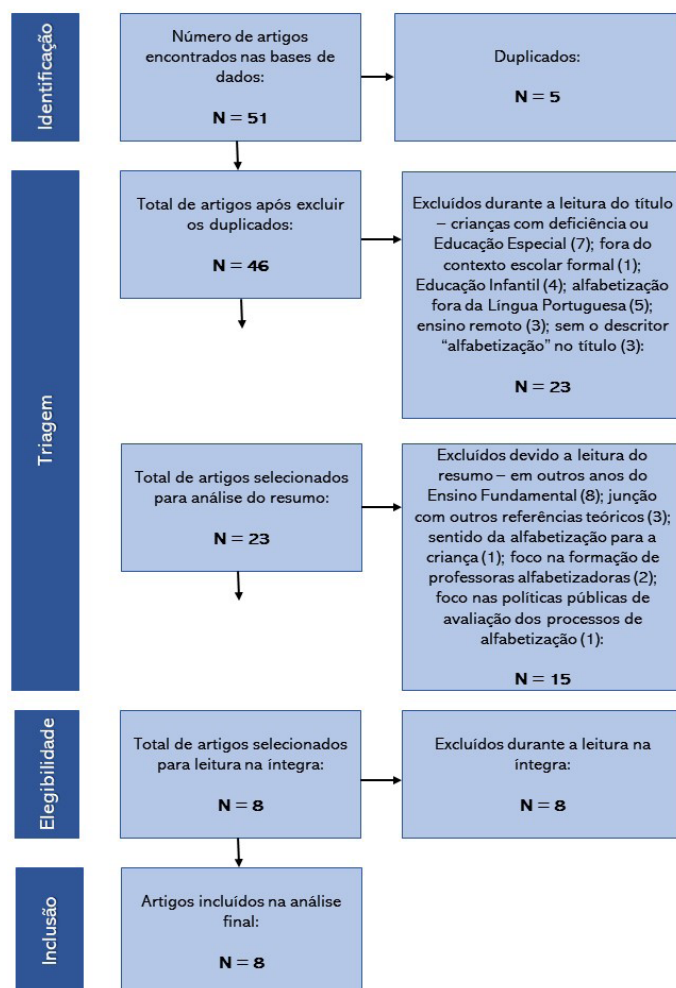 Identificação
Número de artigos
encontrados nas bases de
dados:
N = 51
Duplicados:
N = 5
Triagem
Total de artigos após excluir
os duplicados:
N = 46
Excluídos durante a leitura do título
– crianças com deficiência ou
Educação Especial (7); fora do
contexto escolar formal (1);
Educação Infantil (4); alfabetização
fora da Língua Portuguesa (5);
ensino remoto (3); sem o descritor
“alfabetização” no título (3):
N = 23
Total de artigos selecionados
para análise do resumo:
N = 23
Excluídos devido a leitura do
resumo – em outros anos do
Ensino Fundamental (8); junção
com outros referências teóricos (3);
sentido da alfabetização para a
criança (1); foco na formação de
professoras alfabetizadoras (2);
foco nas políticas públicas de
avaliação dos processos de
alfabetização (1):
N = 15
Elegibilidade
Total de artigos selecionados
para leitura na íntegra:
N = 8
Excluídos durante a leitura na
íntegra:
N = 8
Inclusão
Artigos incluídos na análise
final:
N = 8